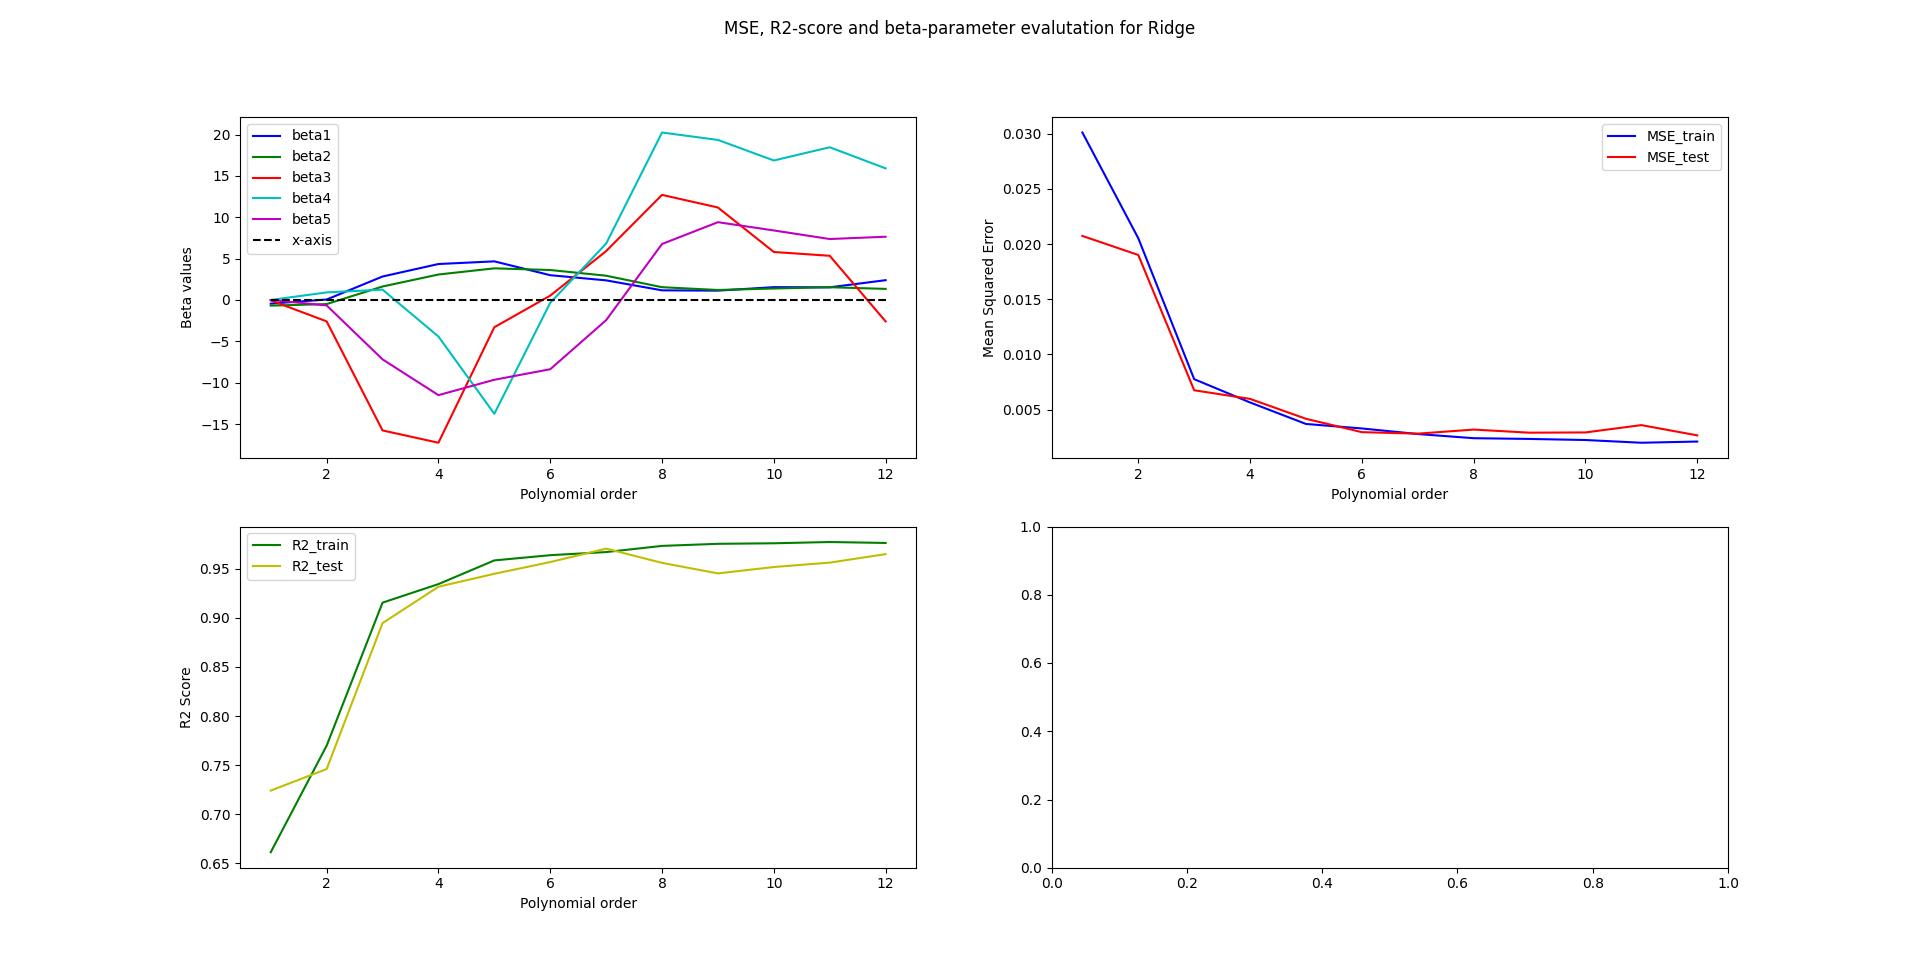 MSE, R2-score and beta-parameter evalutation for Ridge
beta1
beta2
beta3
beta4
beta5
x-axis
20
15
10
5
0
−5
−10
−15
Beta values
2 4 6 8 10 12
Polynomial order
MSE_train
MSE_test
0.030
0.025
0.020
0.015
0.010
0.005
Mean Squared Error
2 4 6 8 10 12
Polynomial order
R2_train
R2_test
0.95
0.90
0.85
0.80
0.75
0.70
0.65
R2 Score
2 4 6 8 10 12
Polynomial order
1.0
0.8
0.6
0.4
0.2
0.0
0.0 0.2 0.4 0.6 0.8 1.0